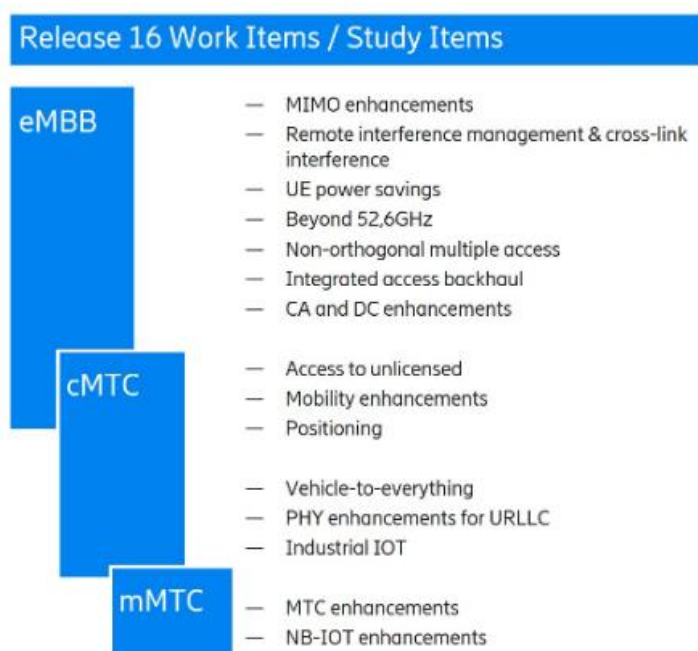 Release 16 Work Items / Study Items
eMBB
— MIMO enhancements
— Remote interference management & cross-link
interference
— UE power savings
— Beyond 52,6GHz
— Non-orthogonal multiple access
— Integrated access backhaul
— CA and DC enhancements
cMTC
— Access to unlicensed
— Mobility enhancements
— Positioning
— Vehicle-to-everything
— PHY enhancements for URLLC
— Industrial IOT
mMTC
— MTC enhancements
— NB-IOT enhancements